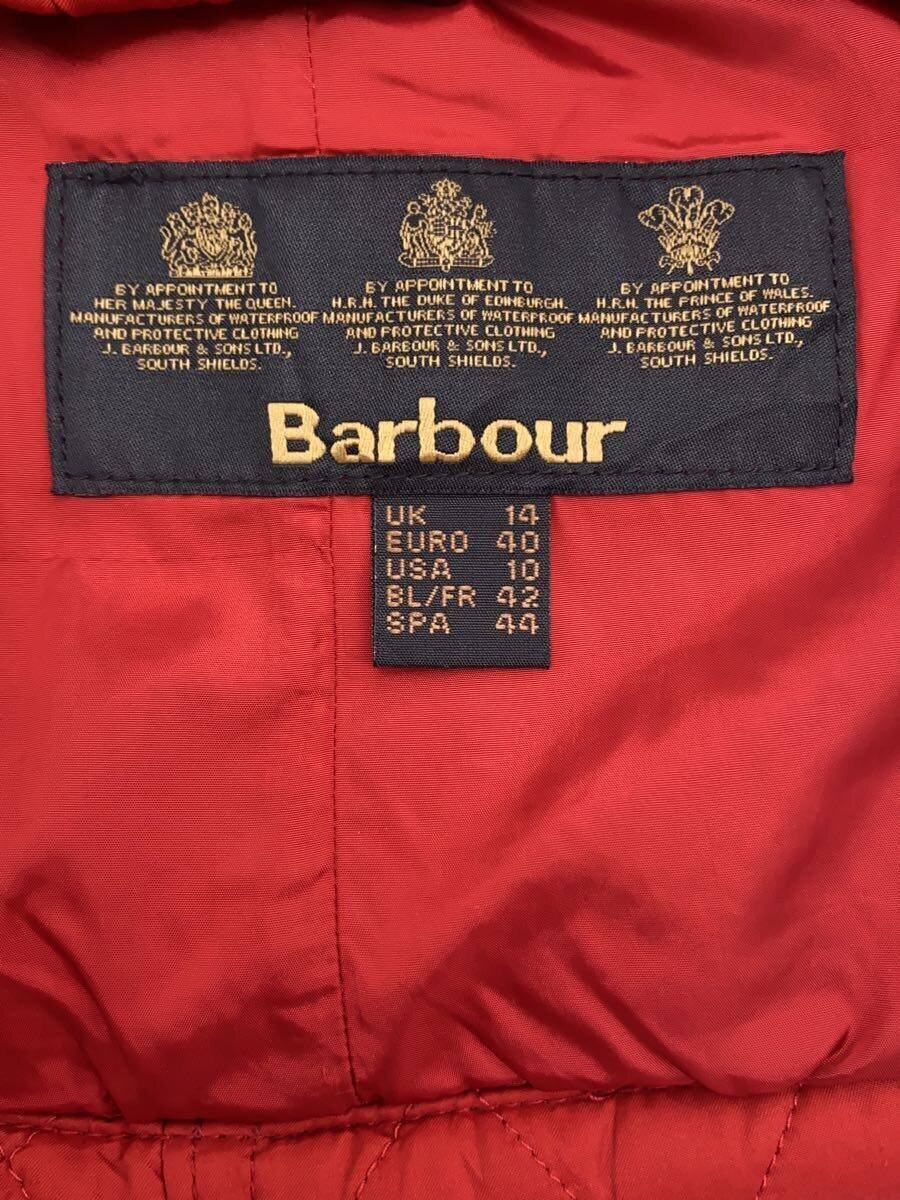 BY APPOINTMENT TO
HER MAJESTY THE QUEEN.
MANUFACTURERS OF WATERPROOF
AND PROTECTIVE CLOTHING
J. BARBOUR & SONS LTD.,
SOUTH SHIELDS.
BY APPOINTMENT TO
H.R.H. THE DUKE OF EDINBURGH.
MANUFACTURERS OF WATERPROOF
AND PROTECTIVE CLOTHING
J. BARBOUR & SONS LTD.,
SOUTH SHIELDS.
BY APPOINTMENT TO
H.R.H. THE PRINCE OF WALES.
MANUFACTURERS OF WATERPROOF
AND PROTECTIVE CLOTHING
J. BARBOUR & SONS LTD.,
SOUTH SHIELDS.
Barbour
UK 14
EURO 40
USA 10
BL/FR 42
SPA 44